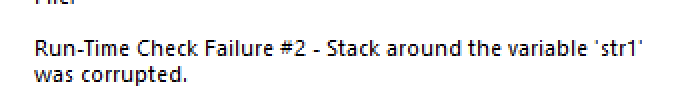 Run-Time Check Failure #2 - Stack around the variable 'str1'
was corrupted.